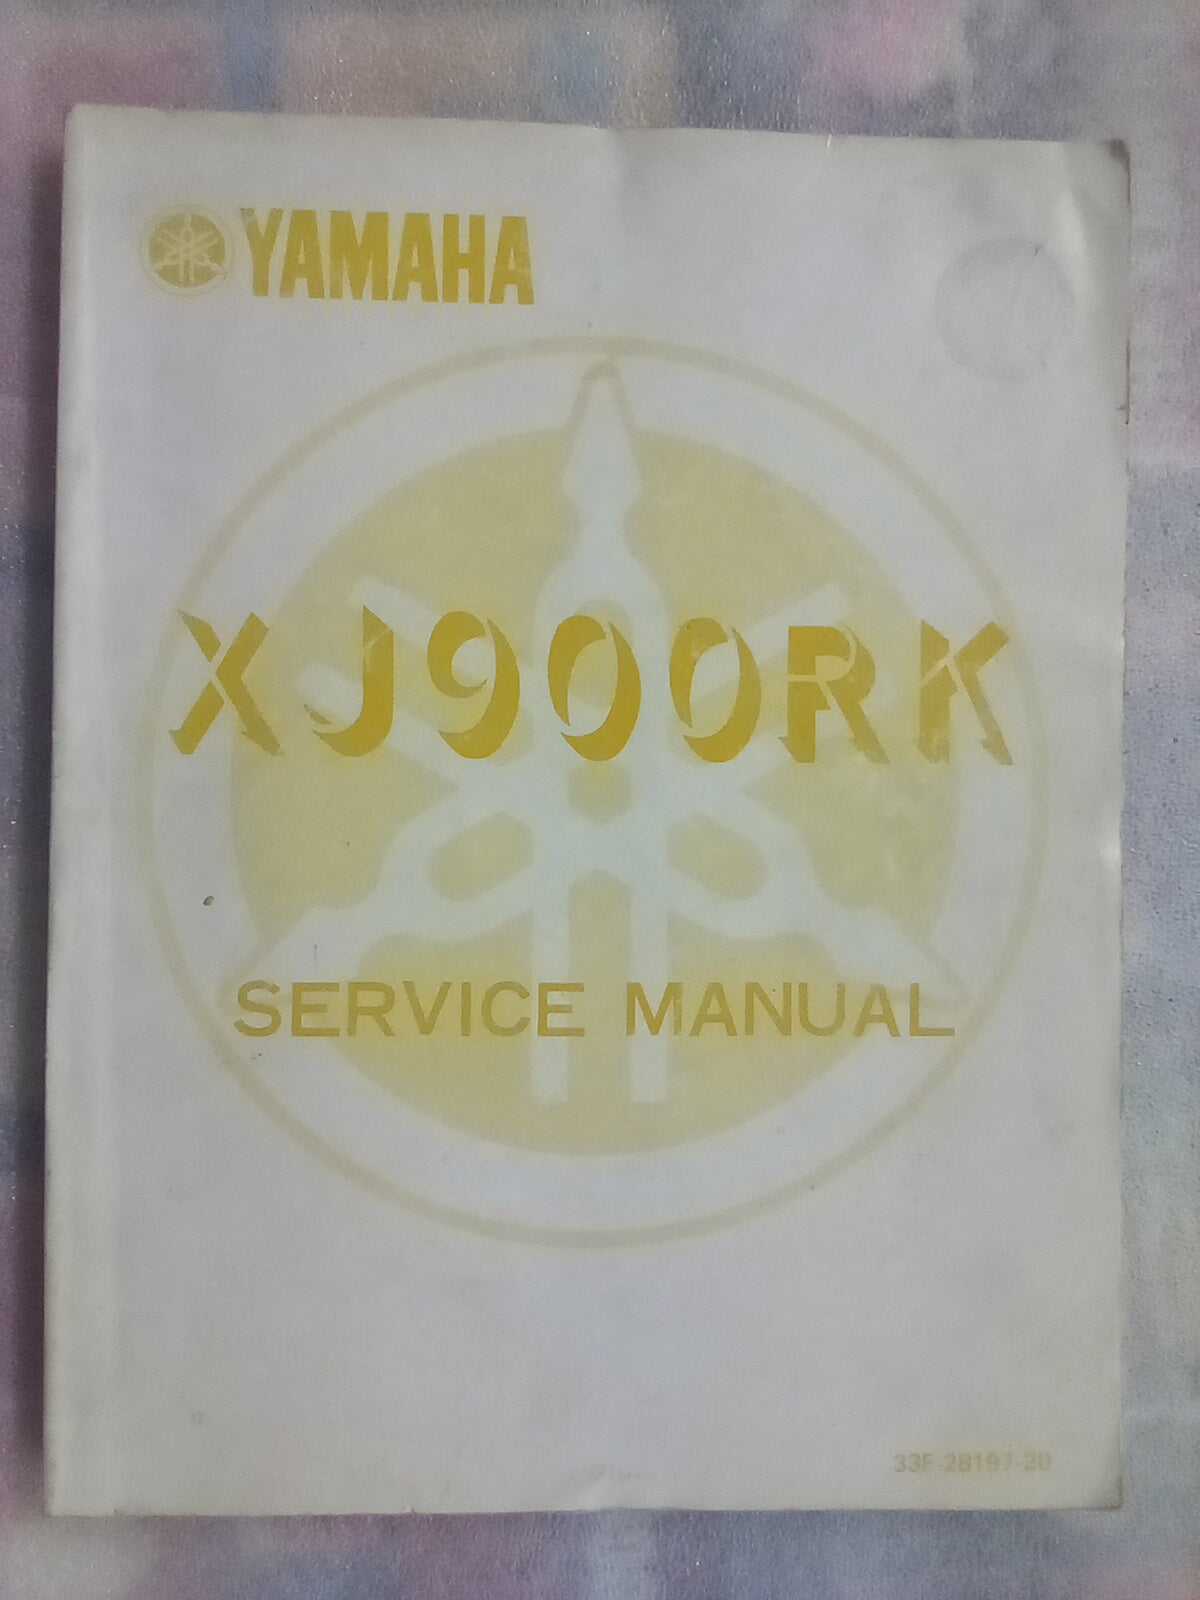 YAMAHA
XJ900RK
SERVICE MANUAL
33F-28197-20